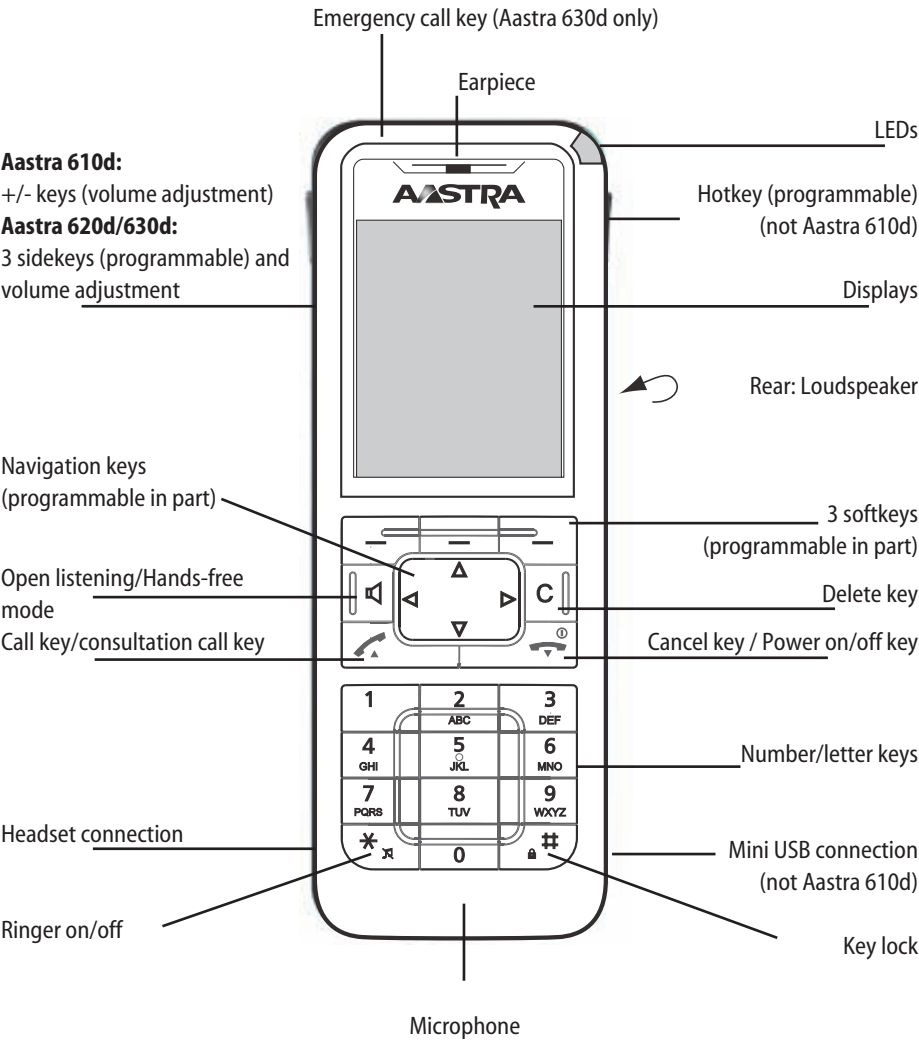 Emergency call key (Aastra 630d only)
Earpiece
LEDs
Aastra 610d:
+/- keys (volume adjustment)
Aastra 620d/630d:
3 sidekeys (programmable) and
volume adjustment
Hotkey (programmable)
(not Aastra 610d)
AASTRA
Displays
Rear: Loudspeaker
Navigation keys
(programmable in part)
3 softkeys
(programmable in part)
Open listening/Hands-free
mode
C
Delete key
Call key/consultation call key
Cancel key / Power on/off key
1 2 3
ABC DEF
4 5 6
GHI JKL MNO
Number/letter keys
7 8 9
PQRS TUV WXYZ
Headset connection
* 0 #
Mini USB connection
(not Aastra 610d)
Ringer on/off
Key lock
Microphone